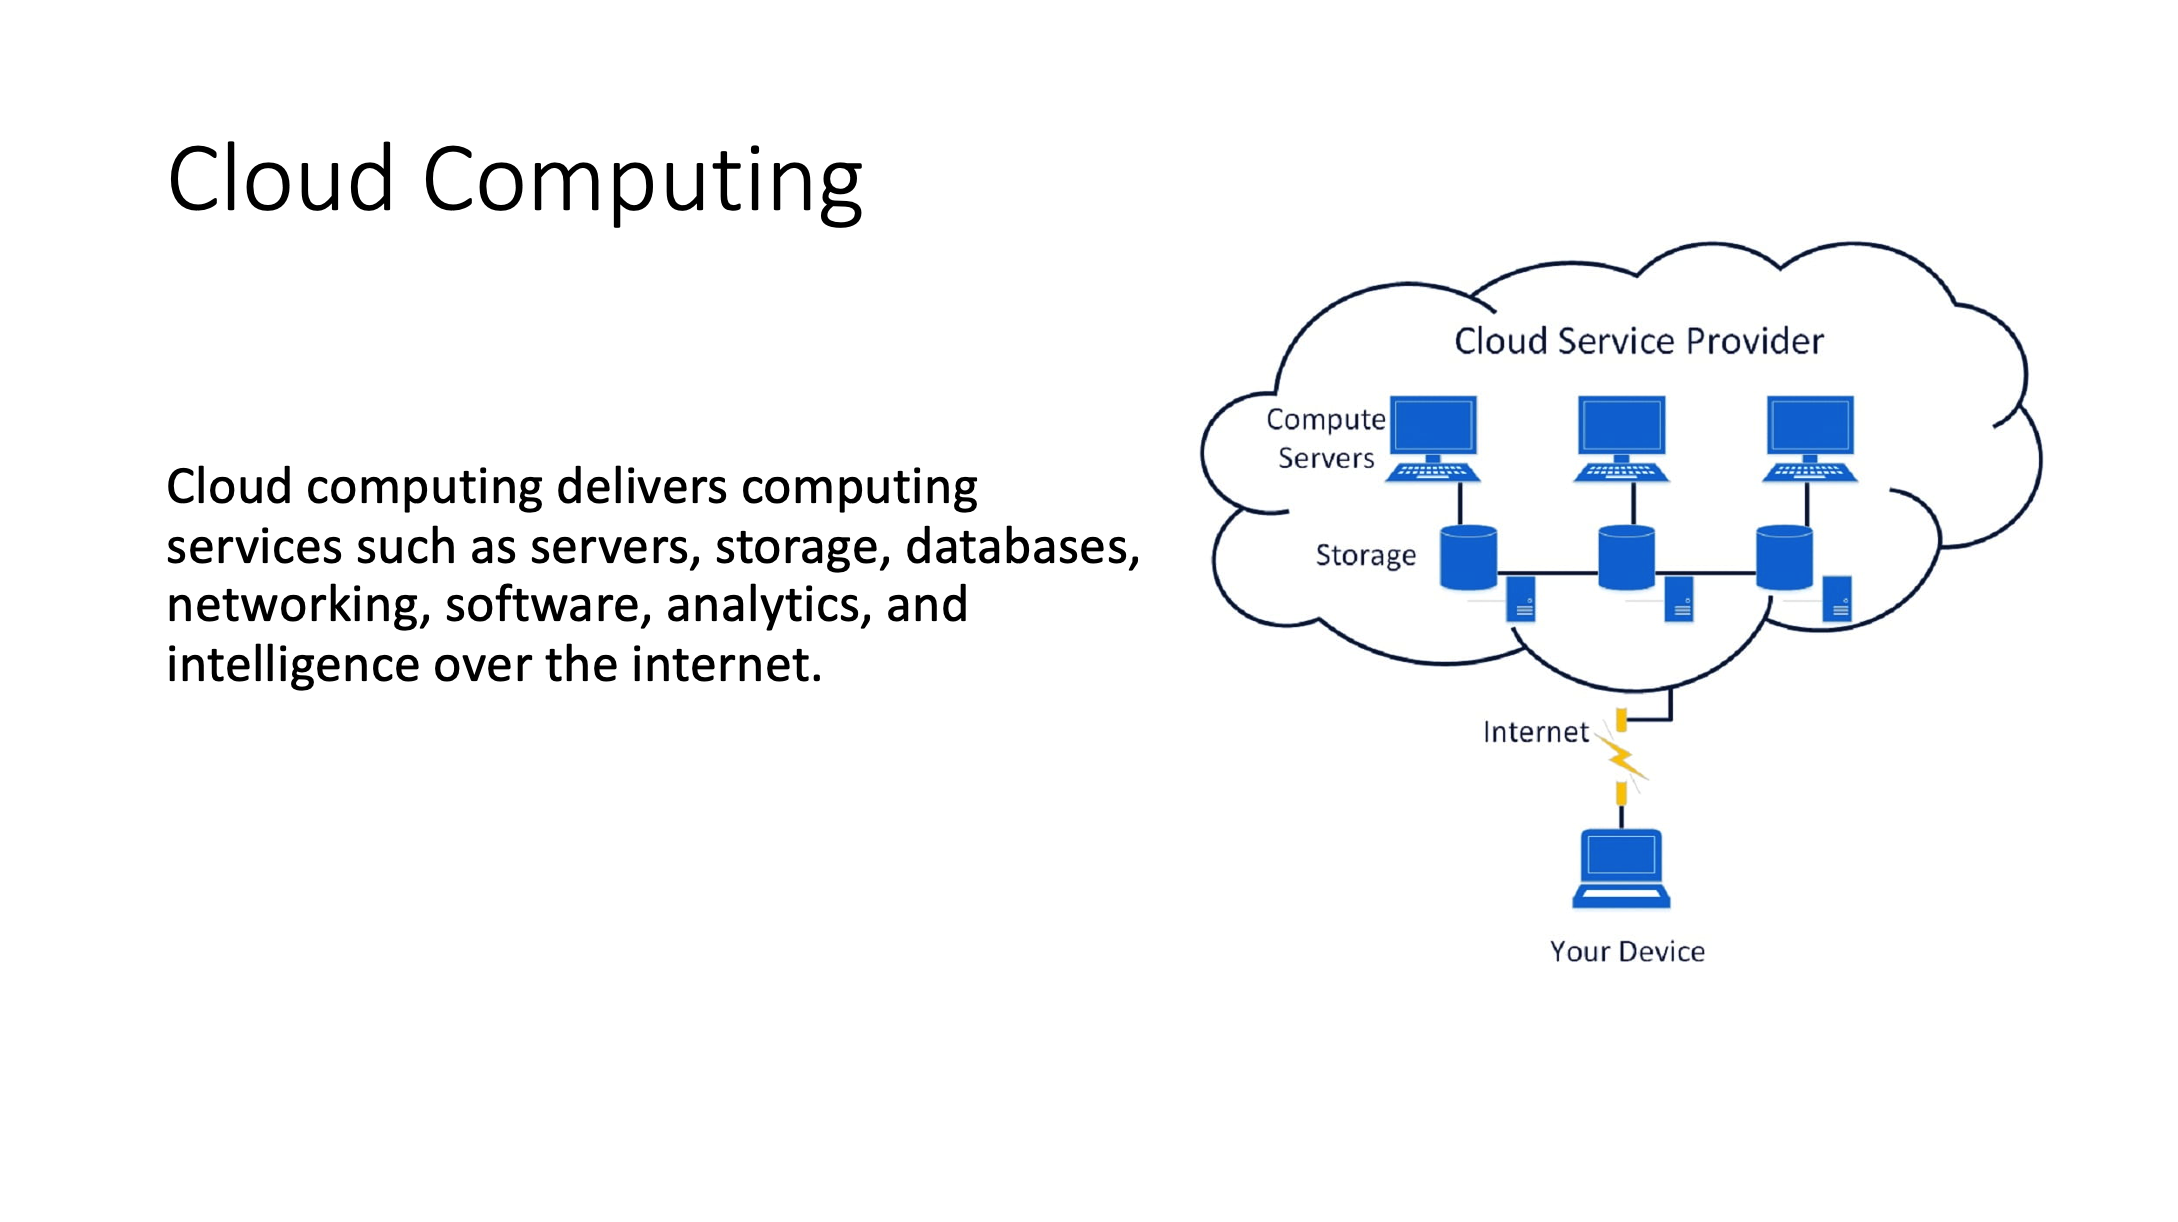 Cloud Computing
Cloud computing delivers computing
services such as servers, storage, databases,
networking, software, analytics, and
intelligence over the internet.
Cloud Service Provider
Compute
Servers
Storage
Internet
Your Device